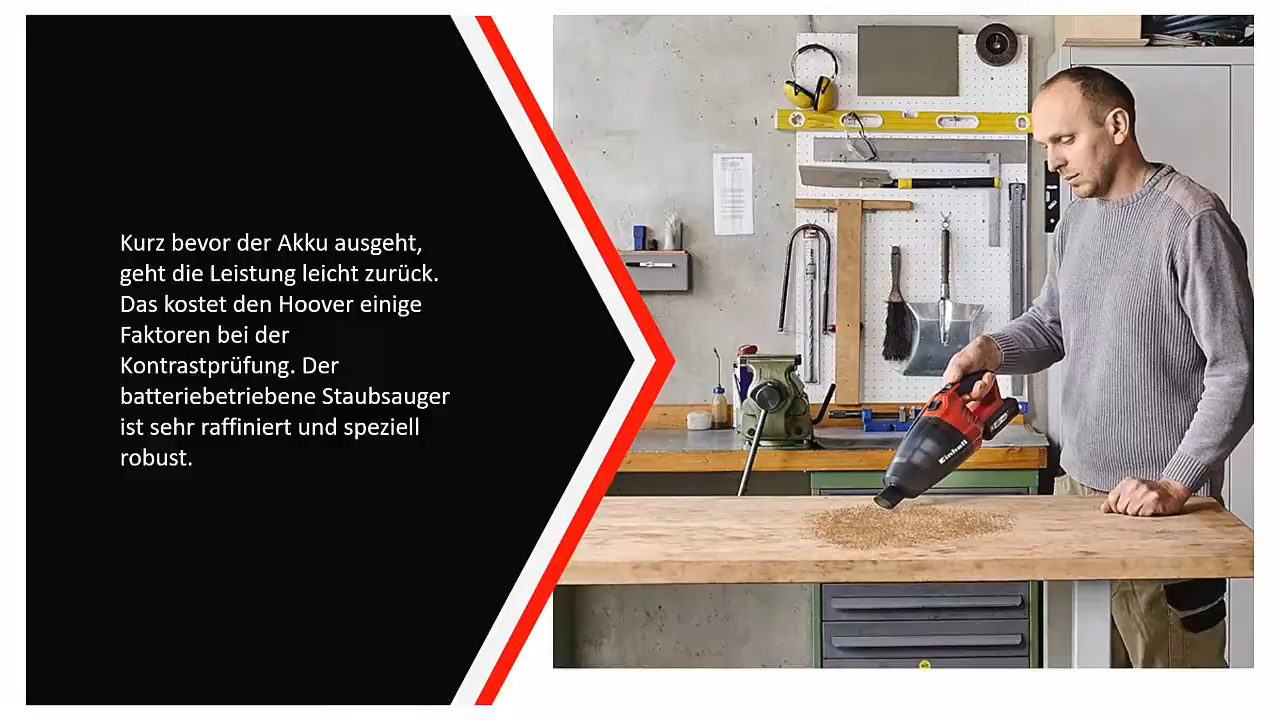 Kurz bevor der Akku ausgeht,
geht die Leistung leicht zurück.
Das kostet den Hoover einige
Faktoren bei der
Kontrastprüfung. Der
batteriebetriebene Staubsauger
ist sehr raffiniert und speziell
robust.
Einhell